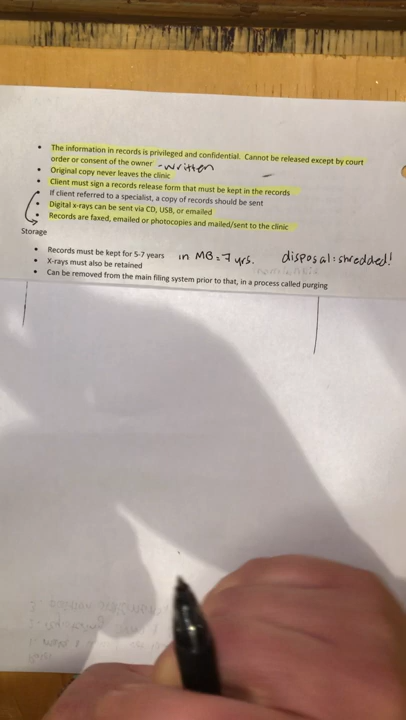 • The information in records is privileged and confidential. Cannot be released except by court
order or consent of the owner -written
• Original copy never leaves the clinic
• Client must sign a records release form that must be kept in the records
• If client referred to a specialist, a copy of records should be sent
• Digital x-rays can be sent via CD, USB, or emailed
• Records are faxed, emailed or photocopies and mailed/sent to the clinic
Storage
• Records must be kept for 5-7 years in MB = 7 yrs. disposal: shredded!
• X-rays must also be retained
• Can be removed from the main filing system prior to that, in a process called purging